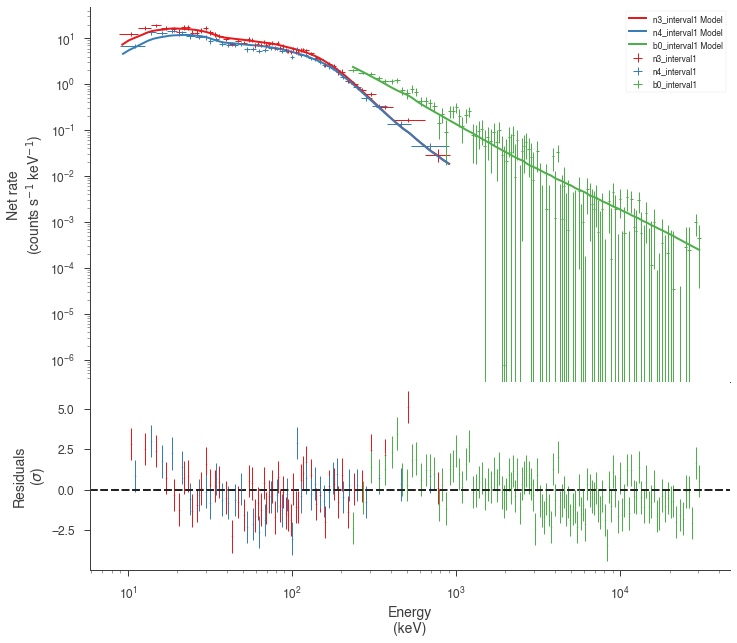 n3_interval1 Model
n4_interval1 Model
b0_interval1 Model
n3_interval1
n4_interval1
b0_interval1
Net rate
(counts s⁻¹ keV⁻¹)
10¹
10⁰
10⁻¹
10⁻²
10⁻³
10⁻⁴
10⁻⁵
10⁻⁶
Residuals
(σ)
5.0
2.5
0.0
−2.5
10¹ 10² 10³ 10⁴
Energy
(keV)